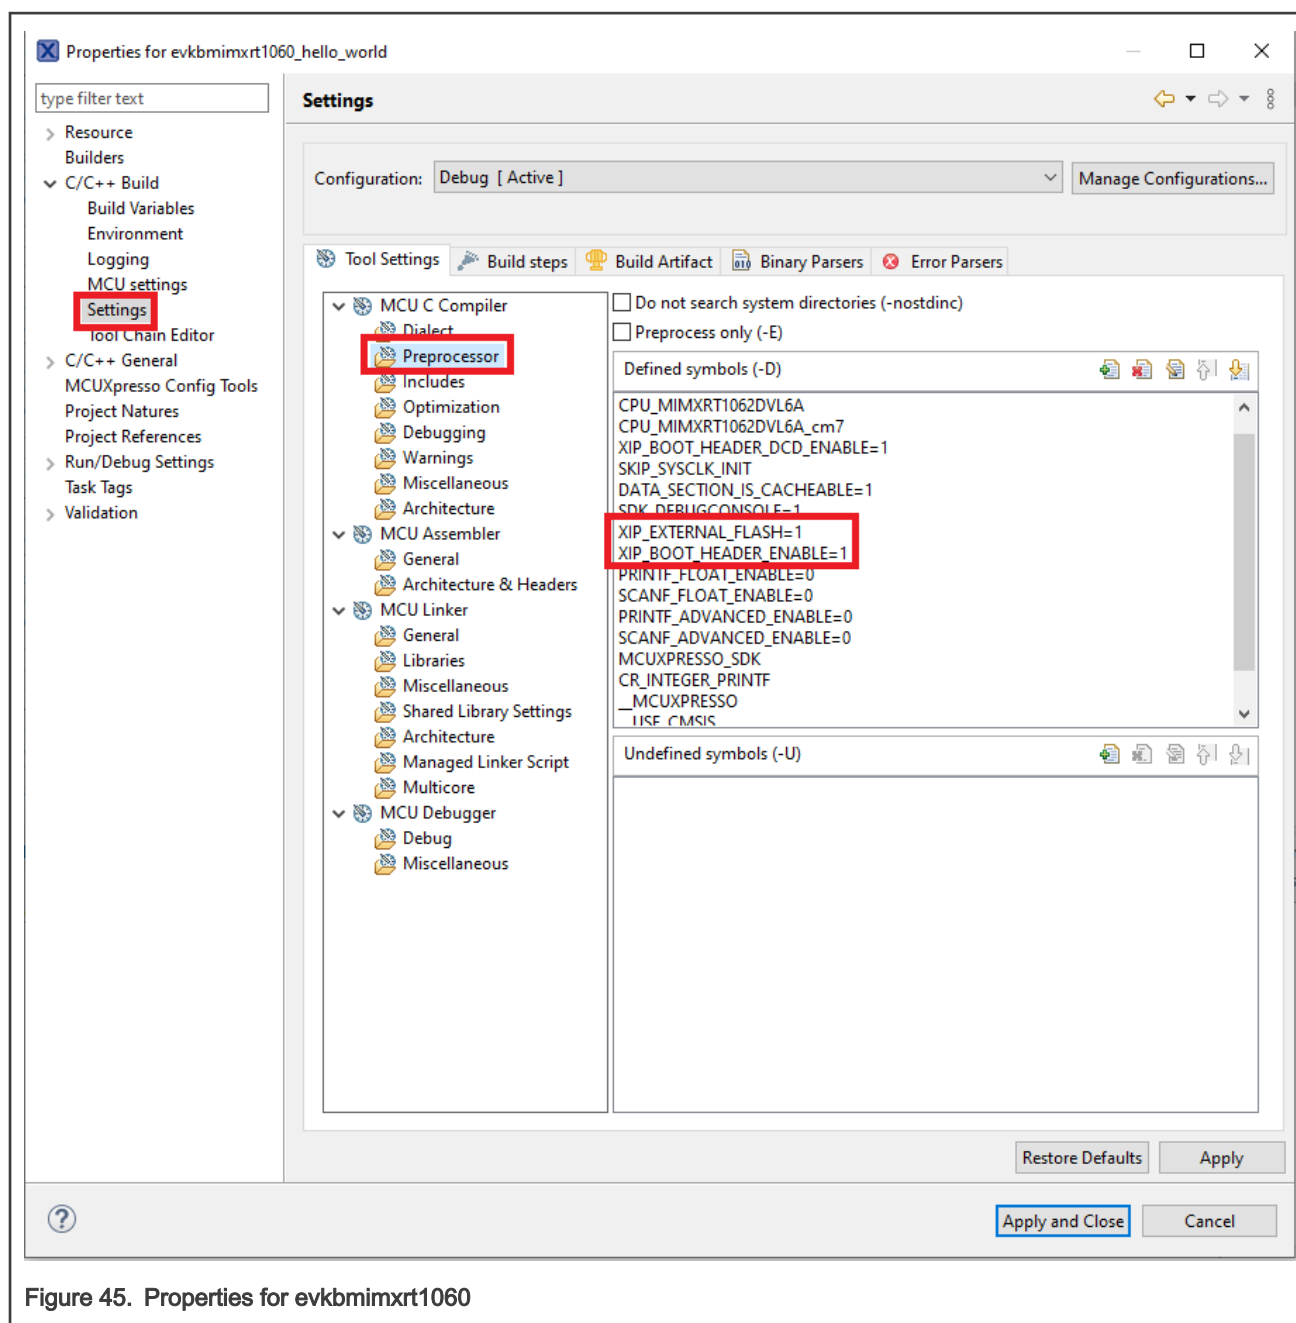 Properties for evkbmimxrt1060_hello_world
type filter text
Resource
Builders
C/C++ Build
Build Variables
Environment
Logging
MCU settings
Settings
Tool Chain Editor
C/C++ General
MCUXpresso Config Tools
Project Natures
Project References
Run/Debug Settings
Task Tags
Validation
Settings
Configuration: Debug [ Active ] Manage Configurations...
Tool Settings Build steps Build Artifact Binary Parsers Error Parsers
MCU C Compiler
Dialect
Preprocessor
Includes
Optimization
Debugging
Warnings
Miscellaneous
Architecture
MCU Assembler
General
Architecture & Headers
MCU Linker
General
Libraries
Miscellaneous
Shared Library Settings
Architecture
Managed Linker Script
Multicore
MCU Debugger
Debug
Miscellaneous
Do not search system directories (-nostdinc)
Preprocess only (-E)
Defined symbols (-D)
CPU_MIMXRT1062DVL6A
CPU_MIMXRT1062DVL6A_cm7
XIP_BOOT_HEADER_DCD_ENABLE=1
SKIP_SYSCLK_INIT
DATA_SECTION_IS_CACHEABLE=1
SDK_DEBUGCONSOLE=1
XIP_EXTERNAL_FLASH=1
XIP_BOOT_HEADER_ENABLE=1
PRINTF_FLOAT_ENABLE=0
SCANF_FLOAT_ENABLE=0
PRINTF_ADVANCED_ENABLE=0
SCANF_ADVANCED_ENABLE=0
MCUXPRESSO_SDK
CR_INTEGER_PRINTF
__MCUXPRESSO
__USE_CMSIS
Undefined symbols (-U)
Restore Defaults Apply
Apply and Close Cancel
Figure 45. Properties for evkbmimxrt1060